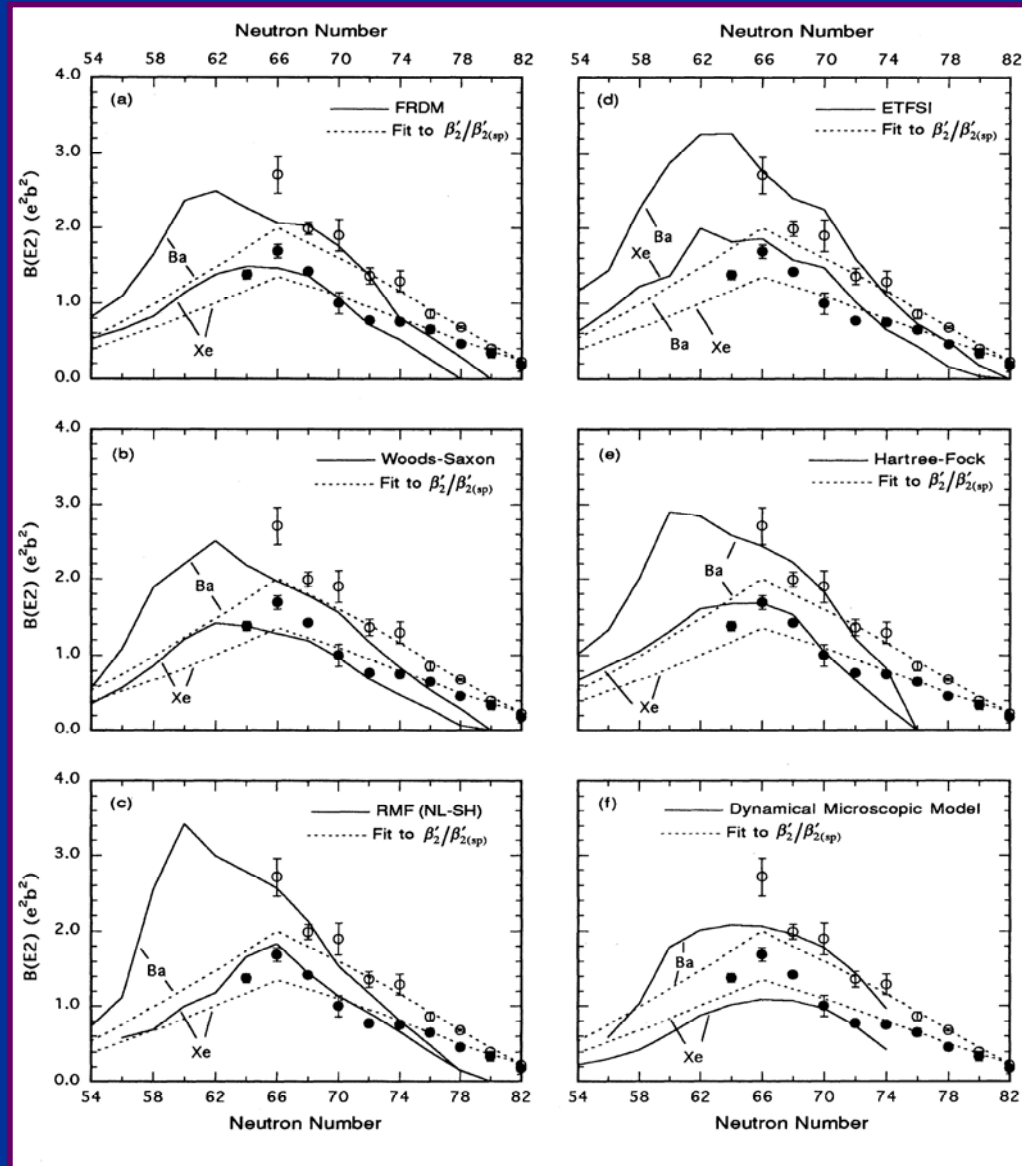 Neutron Number
54 58 62 66 70 74 78 82
4.0
3.0
2.0
1.0
0.0
B(E2) (e²b²)
(a)
FRDM
Fit to β′₂/β′₂(sp)
Ba
Xe
Neutron Number
54 58 62 66 70 74 78 82
(d)
ETFSI
Fit to β′₂/β′₂(sp)
Ba
Xe
Ba
Xe
4.0
3.0
2.0
1.0
0.0
B(E2) (e²b²)
(b)
Woods-Saxon
Fit to β′₂/β′₂(sp)
Ba
Xe
(e)
Hartree-Fock
Fit to β′₂/β′₂(sp)
Ba
Xe
4.0
3.0
2.0
1.0
0.0
B(E2) (e²b²)
(c)
RMF (NL-SH)
Fit to β′₂/β′₂(sp)
Ba
Xe
54 58 62 66 70 74 78 82
Neutron Number
(f)
Dynamical Microscopic Model
Fit to β′₂/β′₂(sp)
Ba
Xe
54 58 62 66 70 74 78 82
Neutron Number